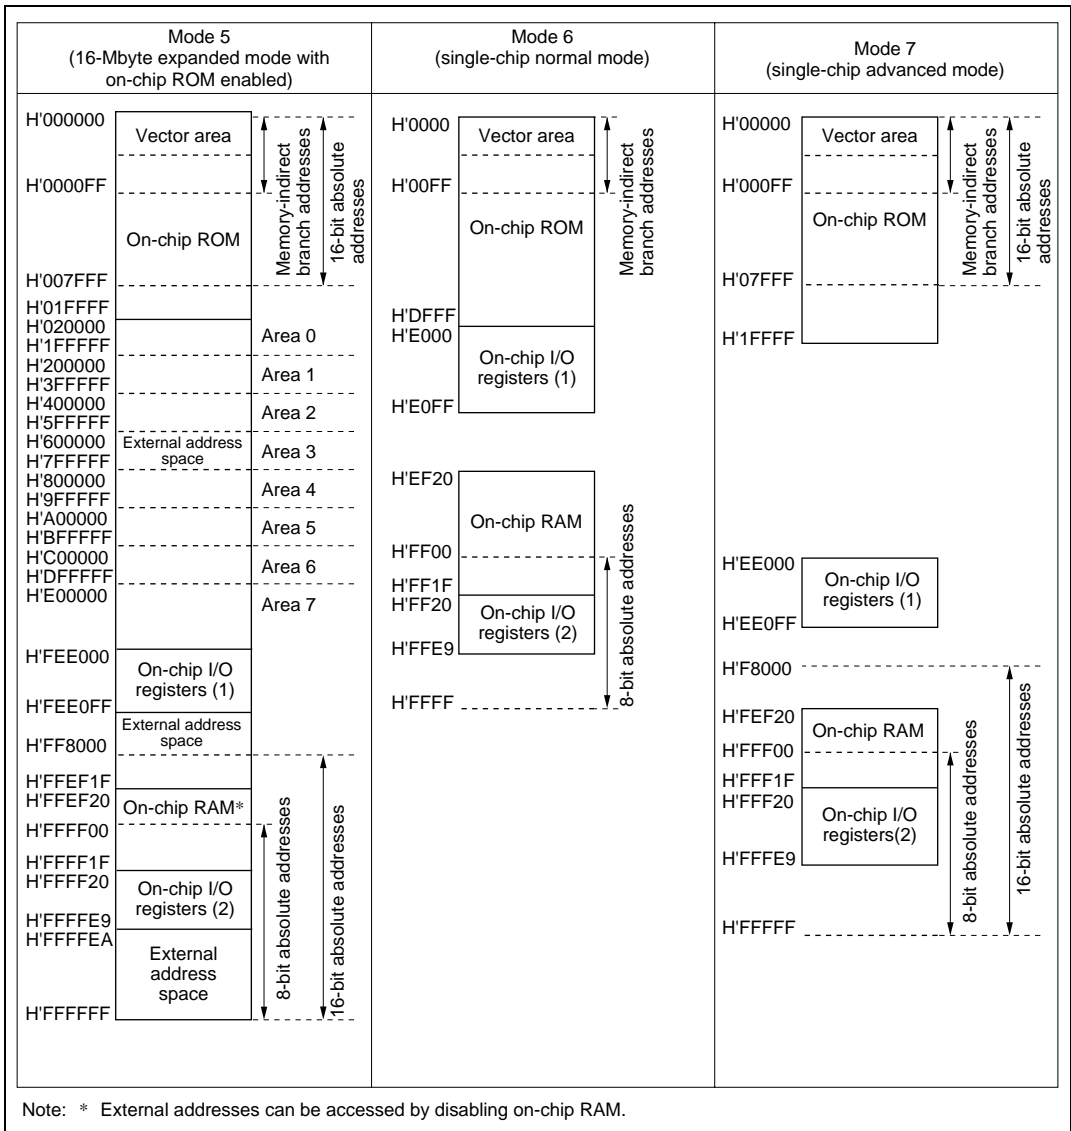 Mode 5
(16-Mbyte expanded mode with
on-chip ROM enabled)
H'000000
Vector area
H'0000FF
On-chip ROM
H'007FFF
H'01FFFF
H'020000
H'1FFFFF
H'200000
H'3FFFFF
H'400000
H'5FFFFF
H'600000
H'7FFFFF
H'800000
H'9FFFFF
H'A00000
H'BFFFFF
H'C00000
H'DFFFFF
H'E00000
External address
space
Area 0
Area 1
Area 2
Area 3
Area 4
Area 5
Area 6
Area 7
H'FEE000
On-chip I/O
registers (1)
H'FEE0FF
External address
space
H'FF8000
H'FFEF1F
H'FFEF20
On-chip RAM*
H'FFFF00
H'FFFF1F
H'FFFF20
On-chip I/O
registers (2)
H'FFFFE9
H'FFFFEA
External
address
space
H'FFFFFF
Memory-indirect
branch addresses
16-bit absolute
addresses
8-bit absolute addresses
16-bit absolute addresses
Mode 6
(single-chip normal mode)
H'0000
Vector area
H'00FF
On-chip ROM
H'DFFF
H'E000
On-chip I/O
registers (1)
H'E0FF
H'EF20
On-chip RAM
H'FF00
H'FF1F
H'FF20
On-chip I/O
registers (2)
H'FFE9
H'FFFF
Memory-indirect
branch addresses
8-bit absolute addresses
Mode 7
(single-chip advanced mode)
H'00000
Vector area
H'000FF
On-chip ROM
H'07FFF
H'1FFFF
H'EE000
On-chip I/O
registers (1)
H'EE0FF
H'F8000
H'FEF20
On-chip RAM
H'FFF00
H'FFF1F
H'FFF20
On-chip I/O
registers(2)
H'FFFE9
H'FFFFF
Memory-indirect
branch addresses
16-bit absolute
addresses
8-bit absolute addresses
16-bit absolute addresses
Note: * External addresses can be accessed by disabling on-chip RAM.